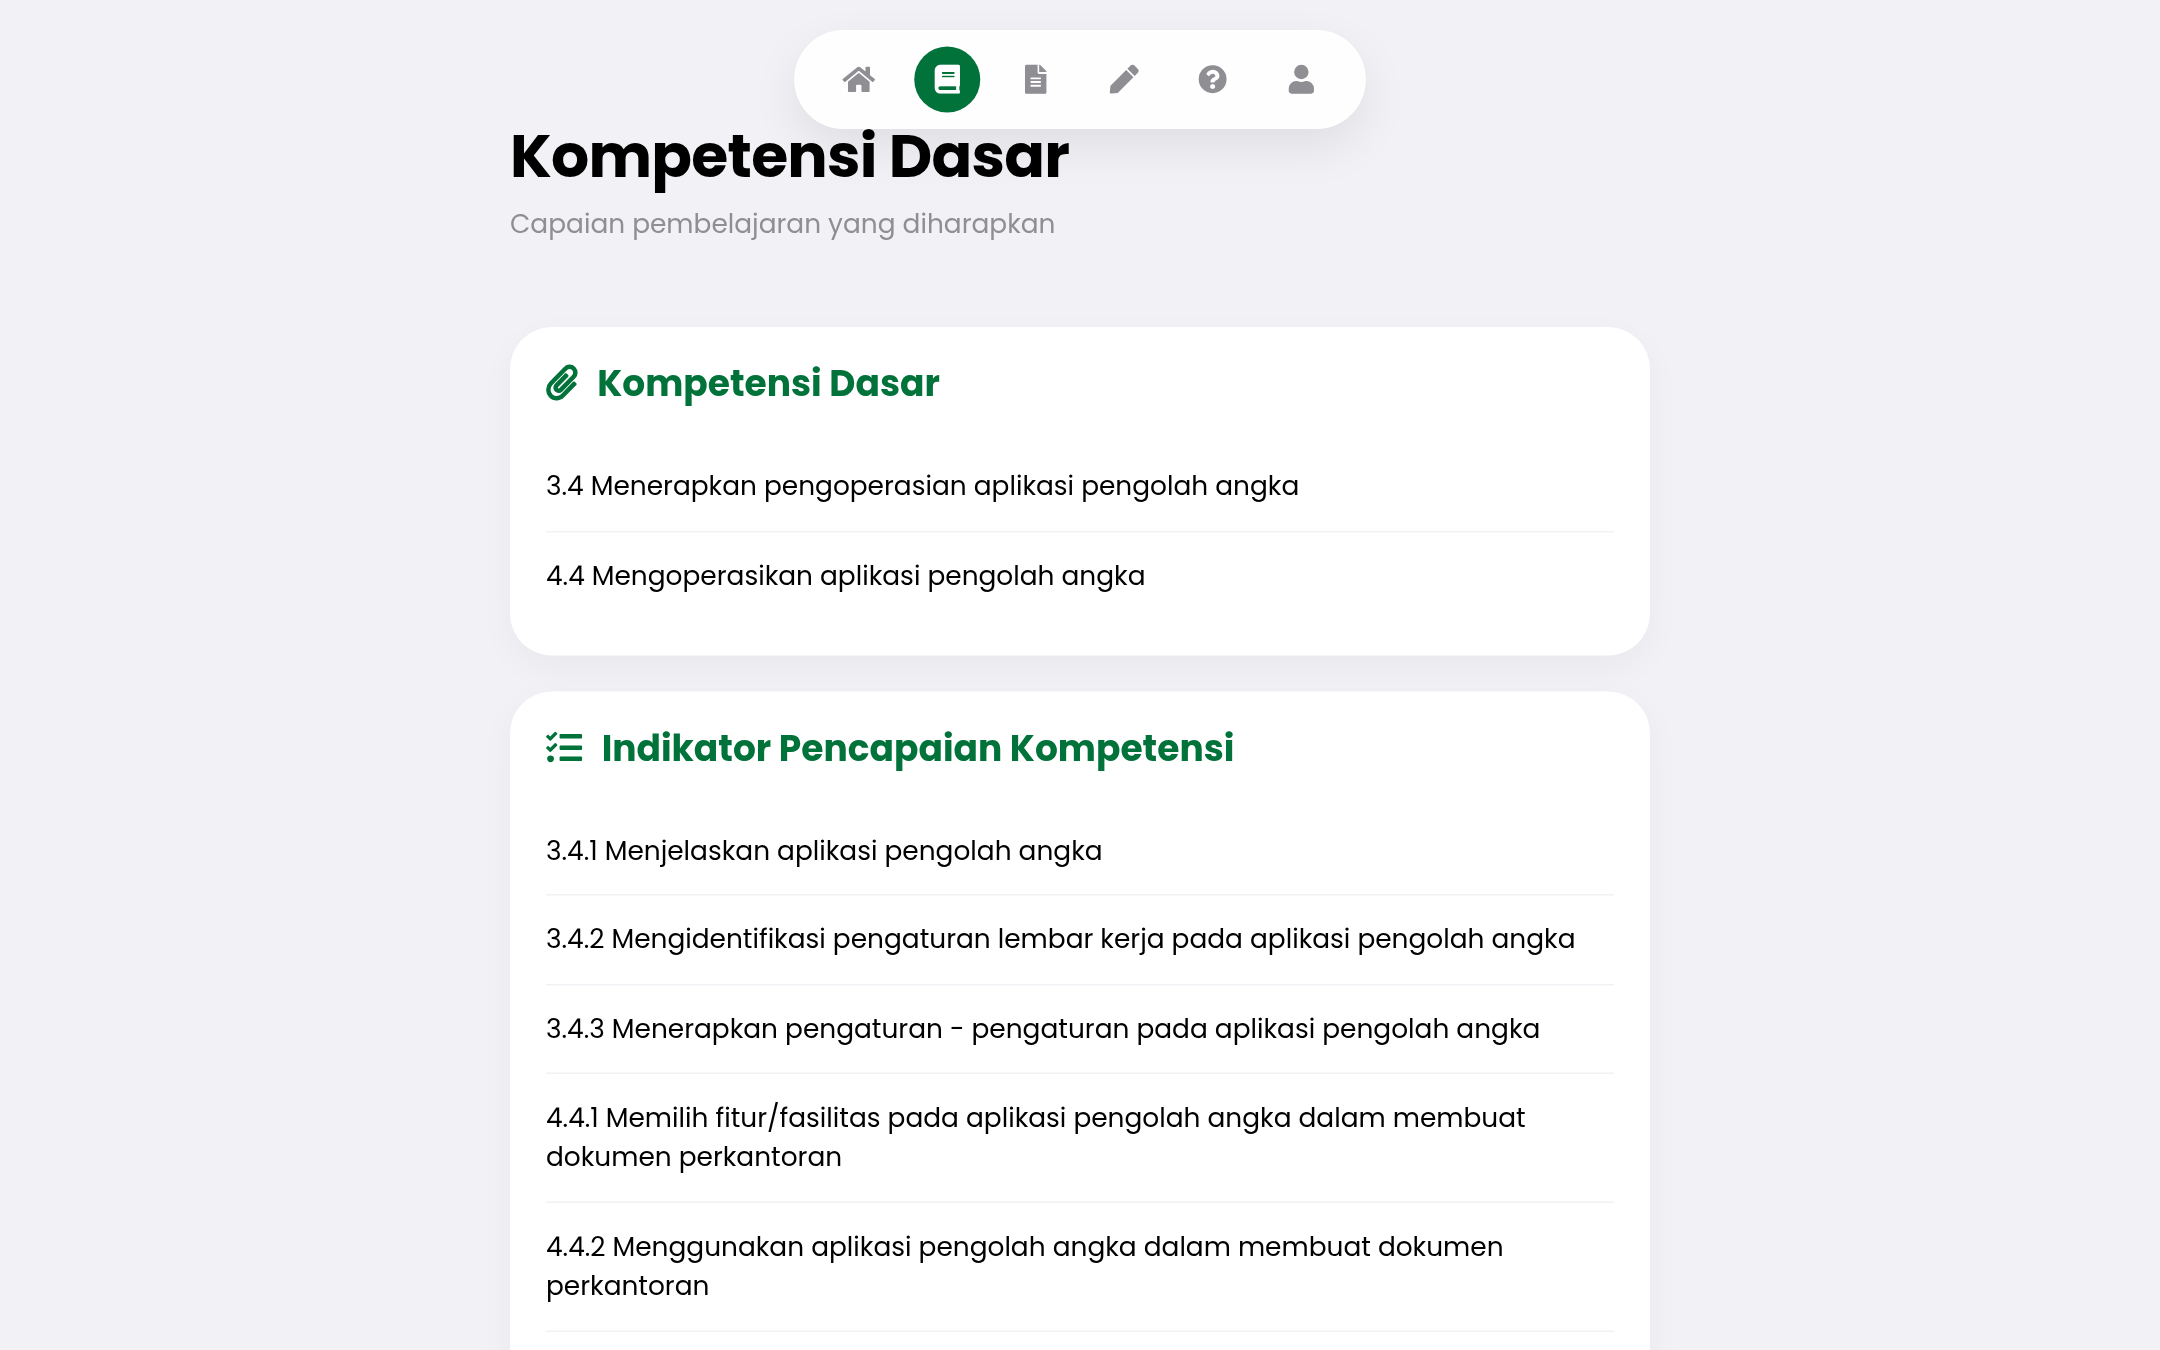 Kompetensi Dasar
Capaian pembelajaran yang diharapkan
Kompetensi Dasar
3.4 Menerapkan pengoperasian aplikasi pengolah angka
4.4 Mengoperasikan aplikasi pengolah angka
Indikator Pencapaian Kompetensi
3.4.1 Menjelaskan aplikasi pengolah angka
3.4.2 Mengidentifikasi pengaturan lembar kerja pada aplikasi pengolah angka
3.4.3 Menerapkan pengaturan - pengaturan pada aplikasi pengolah angka
4.4.1 Memilih fitur/fasilitas pada aplikasi pengolah angka dalam membuat
dokumen perkantoran
4.4.2 Menggunakan aplikasi pengolah angka dalam membuat dokumen
perkantoran